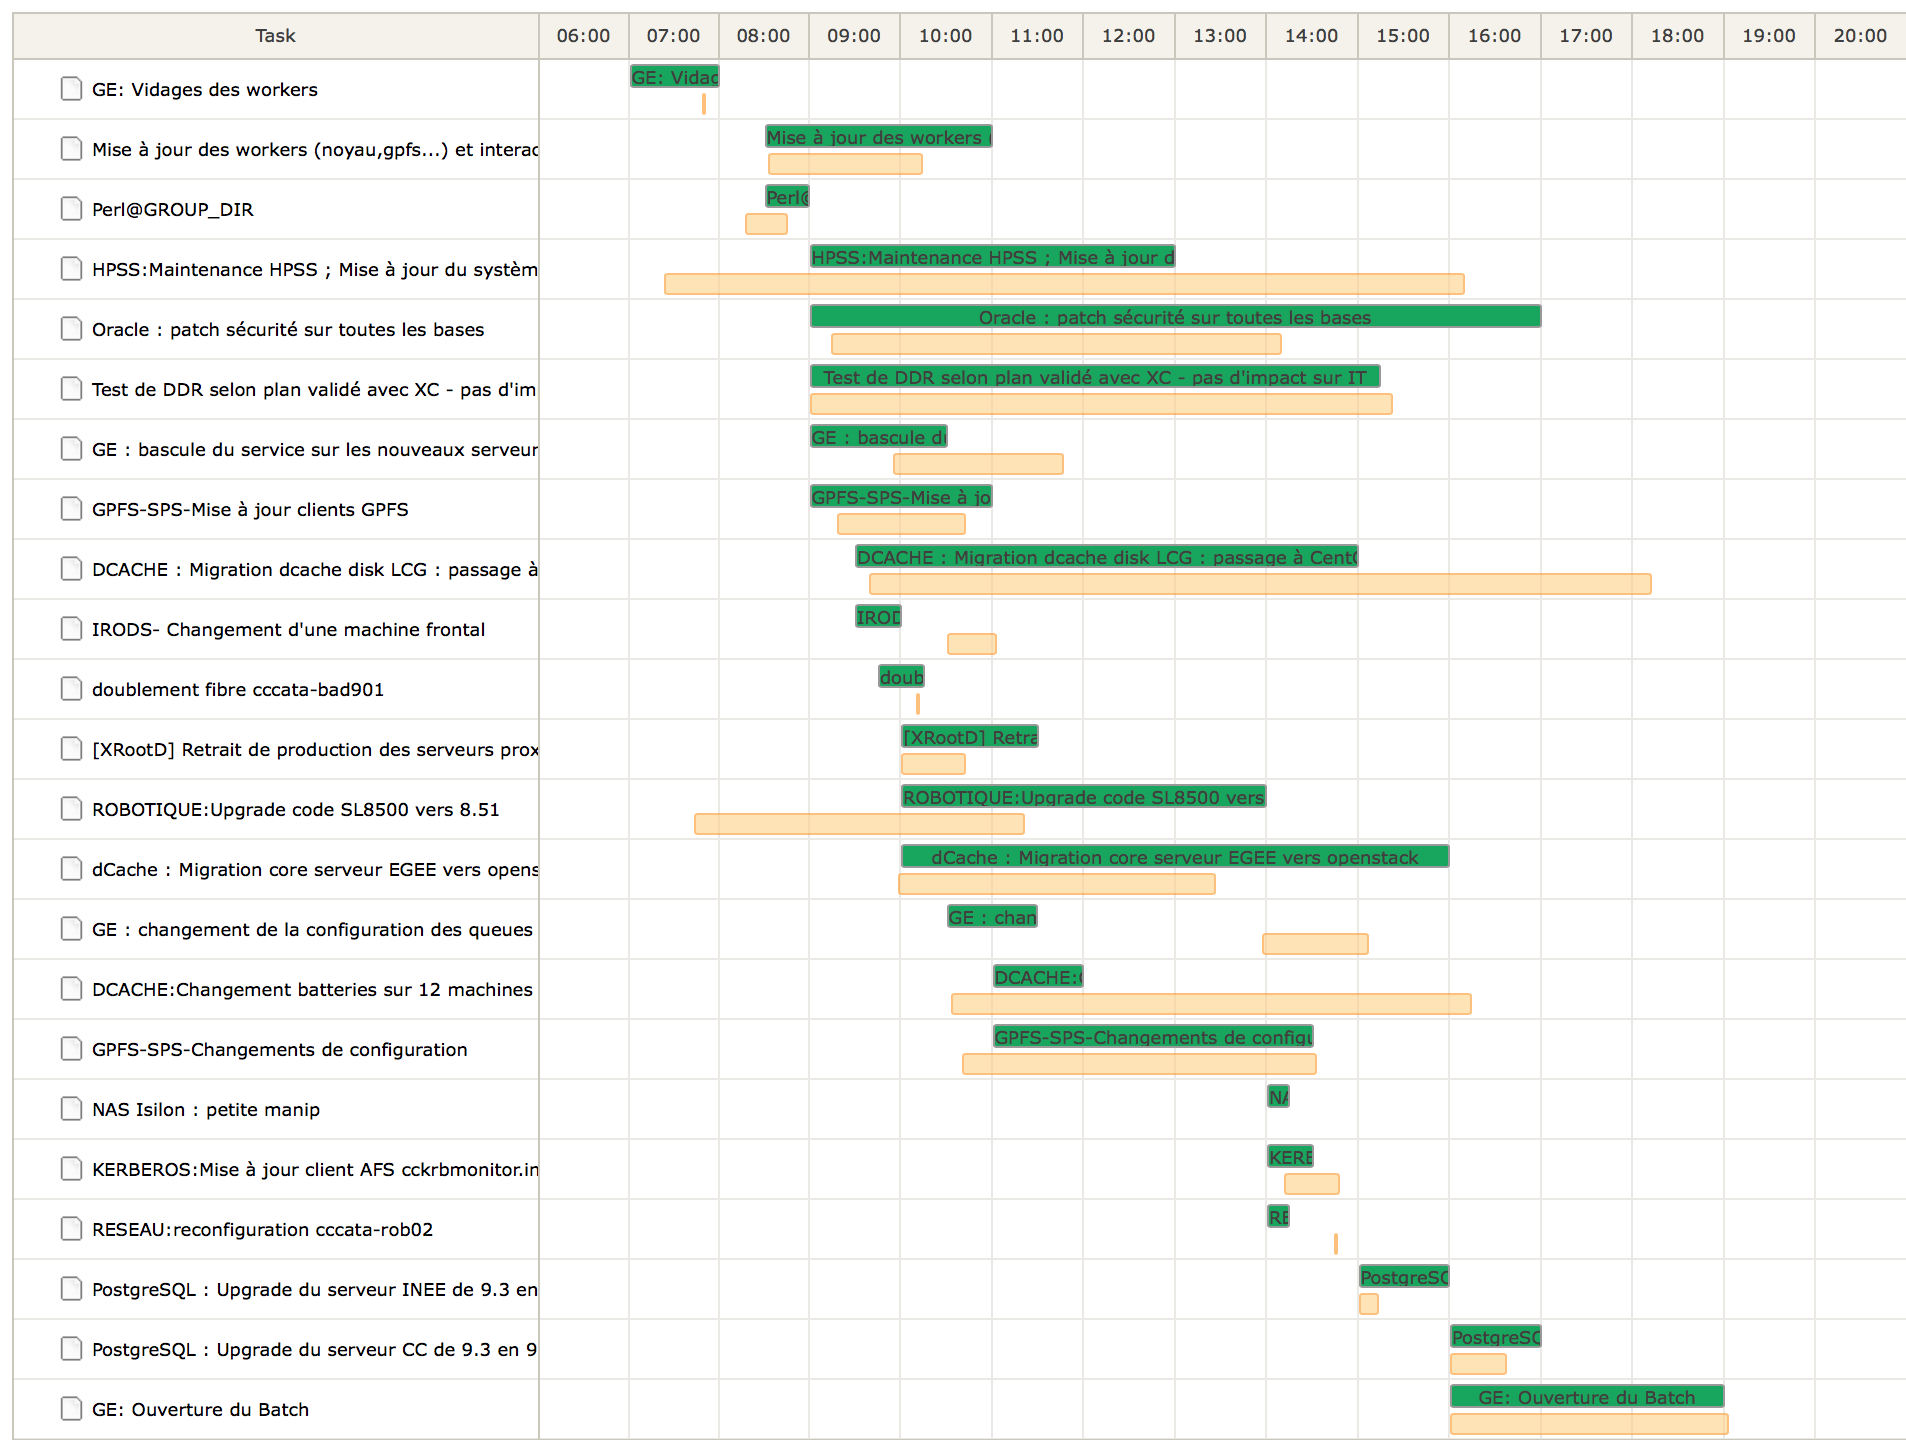 Task 06:00 07:00 08:00 09:00 10:00 11:00 12:00 13:00 14:00 15:00 16:00 17:00 18:00 19:00 20:00
GE: Vidag
GE: Vidages des workers
Mise à jour des workers (
Mise à jour des workers (noyau,gpfs...) et interac
Perl@
Perl@GROUP_DIR
HPSS:Maintenance HPSS ; Mise à jour d
HPSS:Maintenance HPSS ; Mise à jour du systèm
Oracle : patch sécurité sur toutes les bases
Oracle : patch sécurité sur toutes les bases
Test de DDR selon plan validé avec XC - pas d'impact sur IT
Test de DDR selon plan validé avec XC - pas d'im
GE : bascule du
GE : bascule du service sur les nouveaux serveur
GPFS-SPS-Mise à jo
GPFS-SPS-Mise à jour clients GPFS
DCACHE : Migration dcache disk LCG : passage à CentO
DCACHE : Migration dcache disk LCG : passage à
IROD
IRODS- Changement d'une machine frontal
doub
doublement fibre cccata-bad901
[XRootD] Retra
[XRootD] Retrait de production des serveurs prox
ROBOTIQUE:Upgrade code SL8500 vers
ROBOTIQUE:Upgrade code SL8500 vers 8.51
dCache : Migration core serveur EGEE vers openstack
dCache : Migration core serveur EGEE vers opens
GE : chan
GE : changement de la configuration des queues
DCACHE:C
DCACHE:Changement batteries sur 12 machines
GPFS-SPS-Changements de configu
GPFS-SPS-Changements de configuration
NA
NAS Isilon : petite manip
KERB
KERBEROS:Mise à jour client AFS cckrbmonitor.in
RE
RESEAU:reconfiguration cccata-rob02
PostgreSQ
PostgreSQL : Upgrade du serveur INEE de 9.3 en
PostgreSQ
PostgreSQL : Upgrade du serveur CC de 9.3 en 9
GE: Ouverture du Batch
GE: Ouverture du Batch